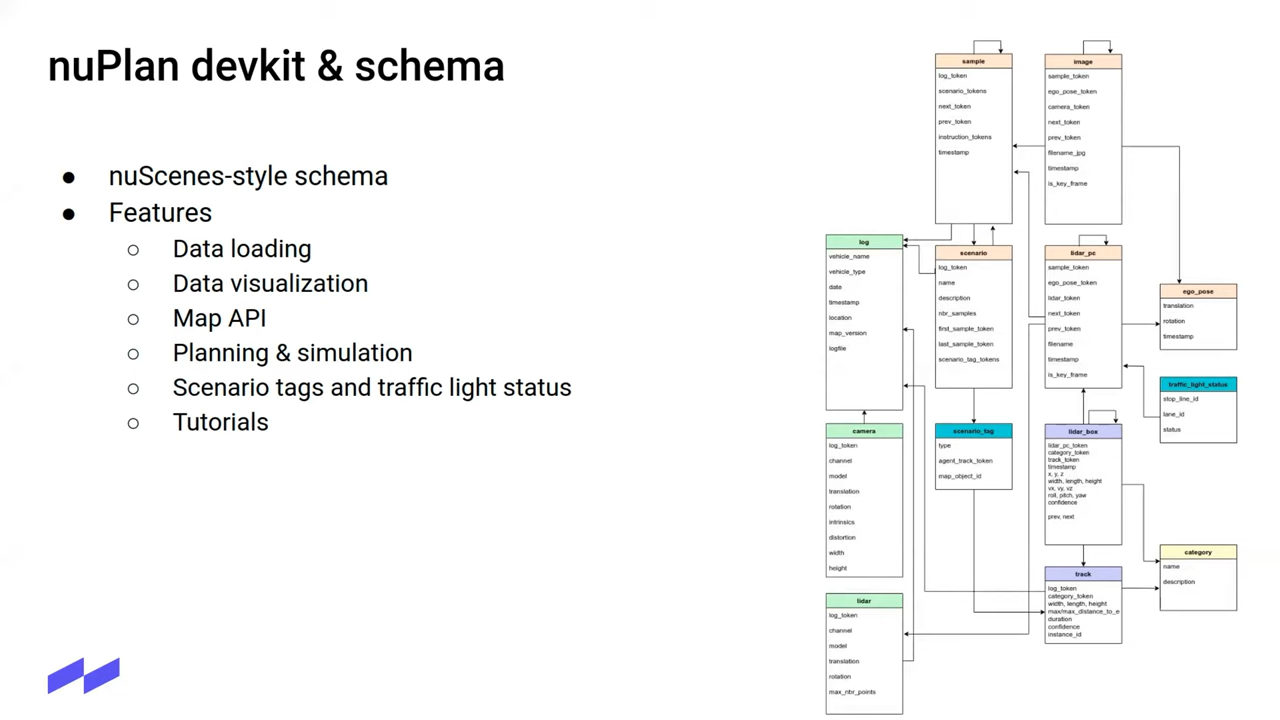 nuPlan devkit & schema
● nuScenes-style schema
● Features
○ Data loading
○ Data visualization
○ Map API
○ Planning & simulation
○ Scenario tags and traffic light status
○ Tutorials
sample
log_token
scenario_tokens
next_token
prev_token
instruction_tokens
timestamp
image
sample_token
ego_pose_token
camera_token
next_token
prev_token
filename_jpg
timestamp
is_key_frame
log
vehicle_name
vehicle_type
date
timestamp
location
map_version
logfile
scenario
log_token
name
description
nbr_samples
first_sample_token
last_sample_token
scenario_tag_tokens
lidar_pc
sample_token
ego_pose_token
lidar_token
next_token
prev_token
filename
timestamp
is_key_frame
ego_pose
translation
rotation
timestamp
traffic_light_status
stop_line_id
lane_id
status
camera
log_token
channel
model
translation
rotation
intrinsics
distortion
width
height
scenario_tag
type
agent_track_token
map_object_id
lidar_box
lidar_pc_token
category_token
track_token
timestamp
x, y, z
width, length, height
vx, vy, vz
roll, pitch, yaw
confidence
prev, next
category
name
description
track
log_token
category_token
width, length, height
max/max_distance_to_e
duration
confidence
instance_id
lidar
log_token
channel
model
translation
rotation
max_nbr_points